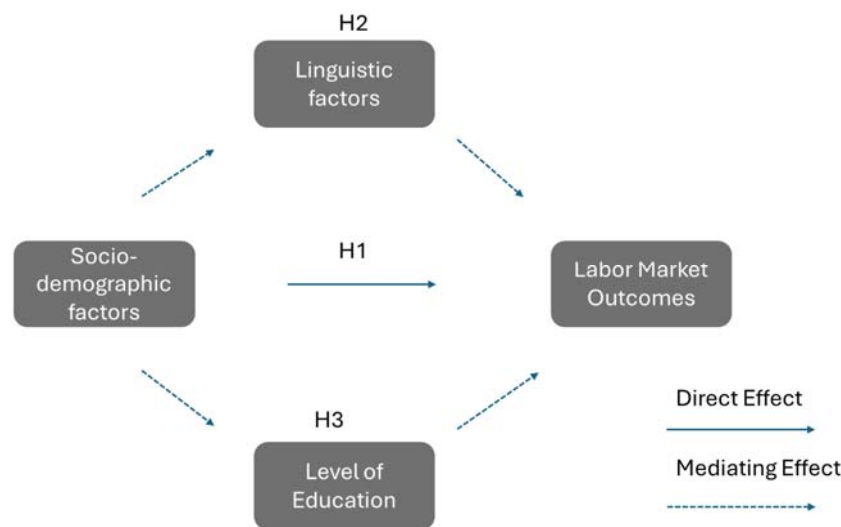 H2
Linguistic
factors
Socio-
demographic
factors
H1
Labor Market
Outcomes
H3
Level of
Education
Direct Effect
Mediating Effect